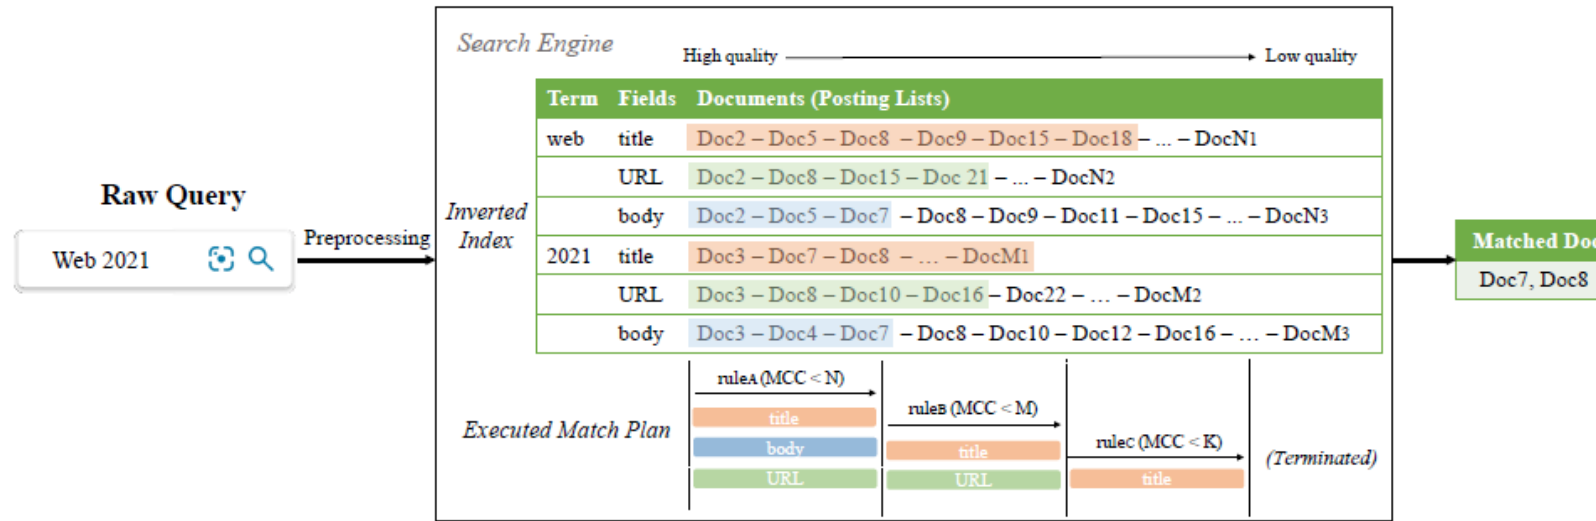 Search Engine
High quality
Low quality
Term Fields Documents (Posting Lists)
web title Doc2 – Doc5 – Doc8 – Doc9 – Doc15 – Doc18 – ... – DocN1
URL Doc2 – Doc8 – Doc15 – Doc 21 – ... – DocN2
body Doc2 – Doc5 – Doc7 – Doc8 – Doc9 – Doc11 – Doc15 – ... – DocN3
2021 title Doc3 – Doc7 – Doc8 – ... – DocM1
URL Doc3 – Doc8 – Doc10 – Doc16 – Doc22 – ... – DocM2
body Doc3 – Doc4 – Doc7 – Doc8 – Doc10 – Doc12 – Doc16 – ... – DocM3
Raw Query
Web 2021
Preprocessing
Inverted
Index
Matched Doc
Doc7, Doc8
Executed Match Plan
ruleA (MCC < N)
title
body
URL
ruleB (MCC < M)
title
URL
ruleC (MCC < K)
title
(Terminated)